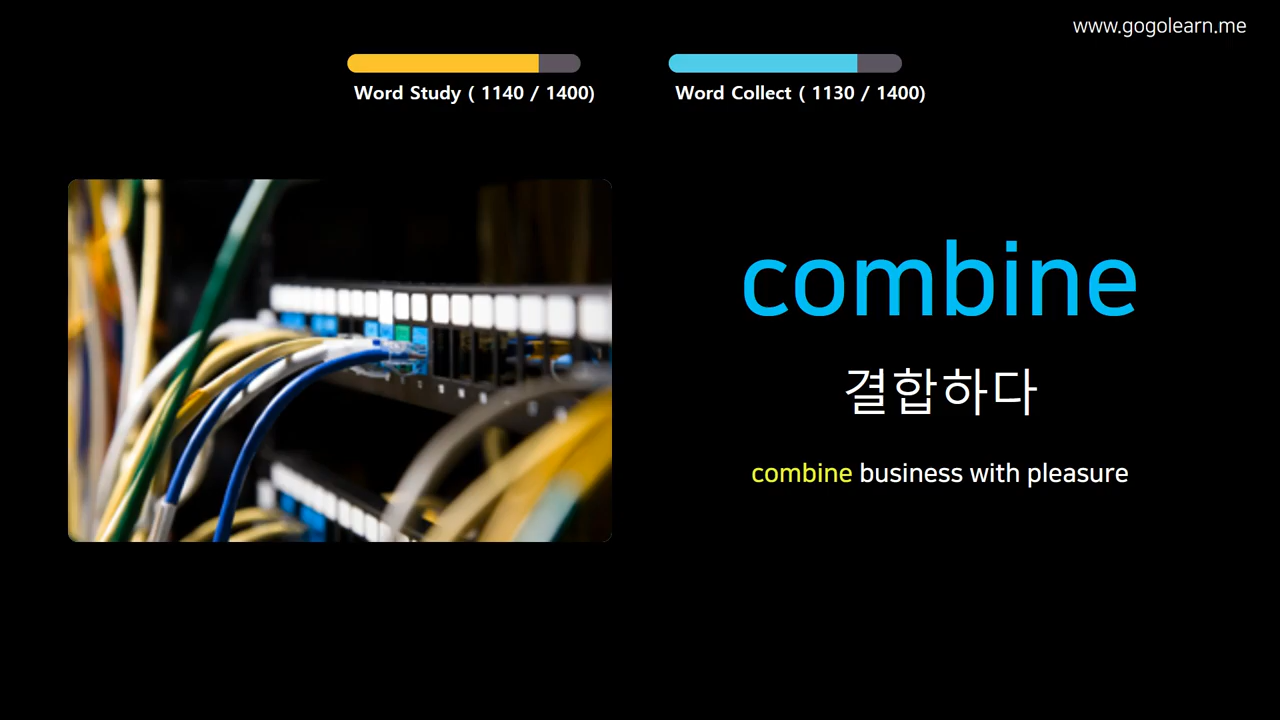 www.gogolearn.me
Word Study ( 1140 / 1400)
Word Collect ( 1130 / 1400)
combine
결합하다
combine business with pleasure